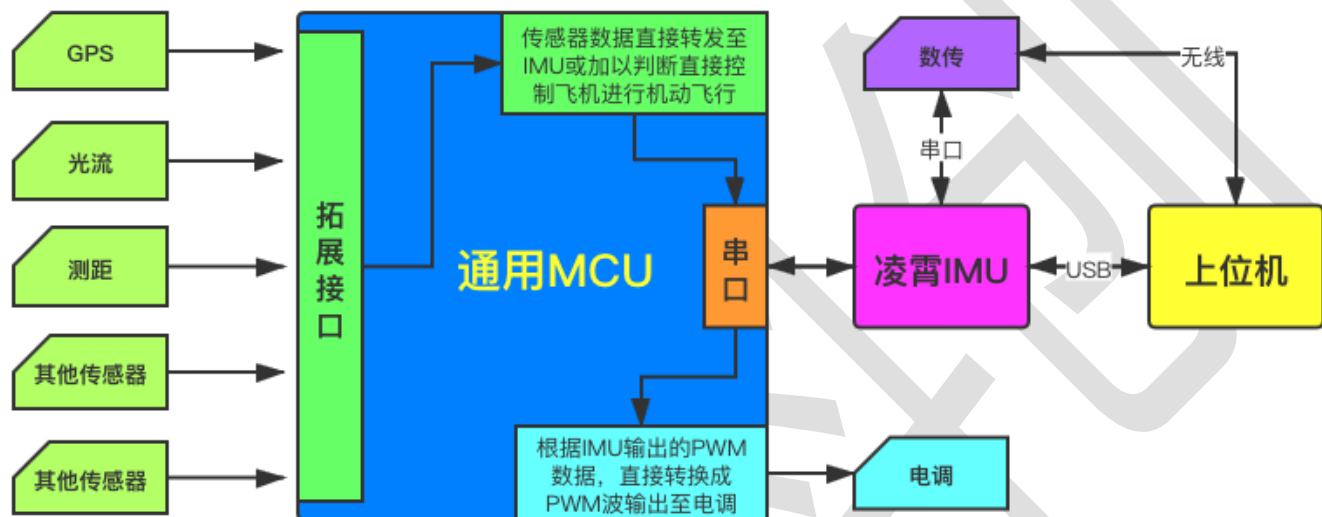 GPS
光流
测距
其他传感器
其他传感器
拓
展
接
口
传感器数据直接转发至
IMU或加以判断直接控
制飞机进行机动飞行
通用MCU
串
口
根据IMU输出的PWM
数据，直接转换成
PWM波输出至电调
数传
无线
串口
凌霄IMU
USB
上位机
电调